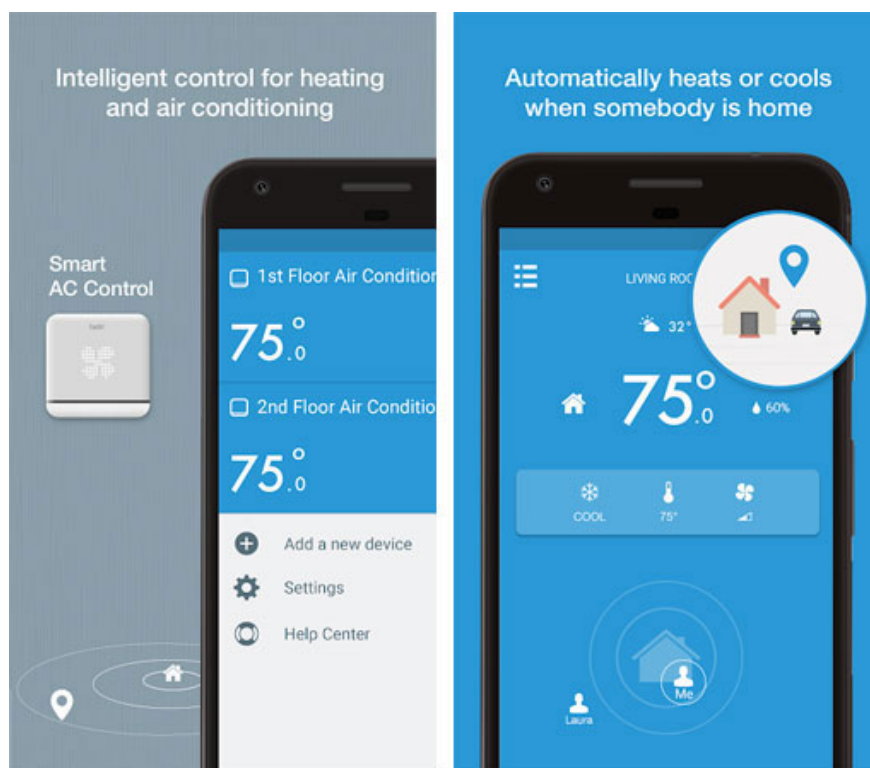 Intelligent control for heating
and air conditioning
Smart
AC Control
tado°
1st Floor Air Condition
75.0°
2nd Floor Air Conditio
75.0°
Add a new device
Settings
Help Center
Automatically heats or cools
when somebody is home
LIVING ROO
32°
75.0°
60%
COOL
75°
Me
Laura